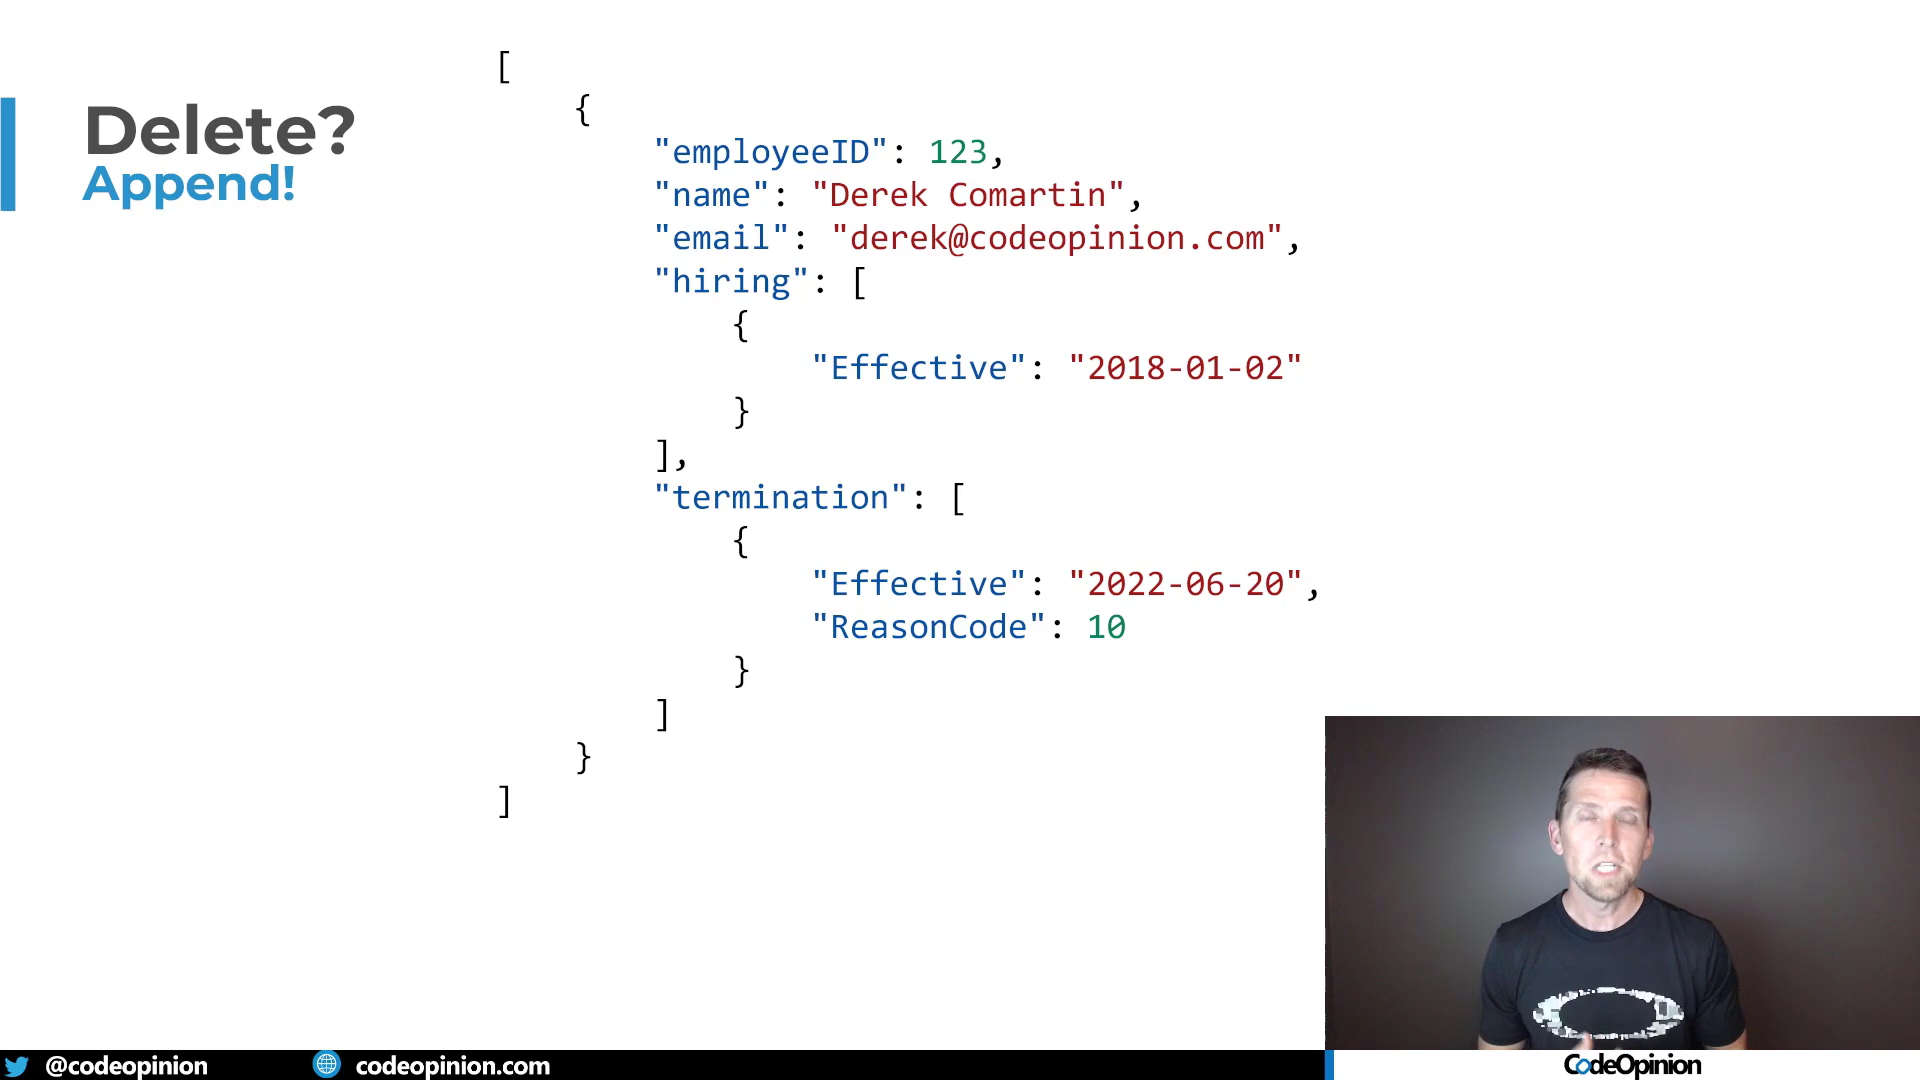 Delete?
Append!
[
{
"employeeID": 123,
"name": "Derek Comartin",
"email": "derek@codeopinion.com",
"hiring": [
{
"Effective": "2018-01-02"
}
],
"termination": [
{
"Effective": "2022-06-20",
"ReasonCode": 10
}
]
}
]
@codeopinion
codeopinion.com
CodeOpinion